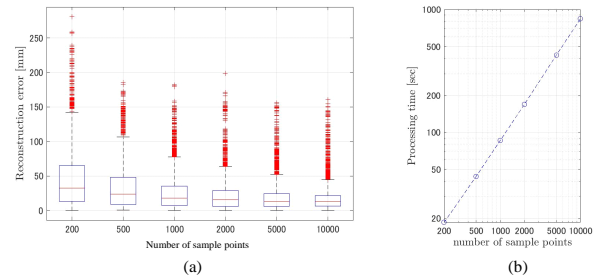 Reconstruction error [mm]
250
200
150
100
50
0
200 500 1000 2000 5000 10000
Number of sample points
(a)
Processing time [sec]
1000
500
200
100
50
20
200 500 1000 2000 5000 10000
number of sample points
(b)